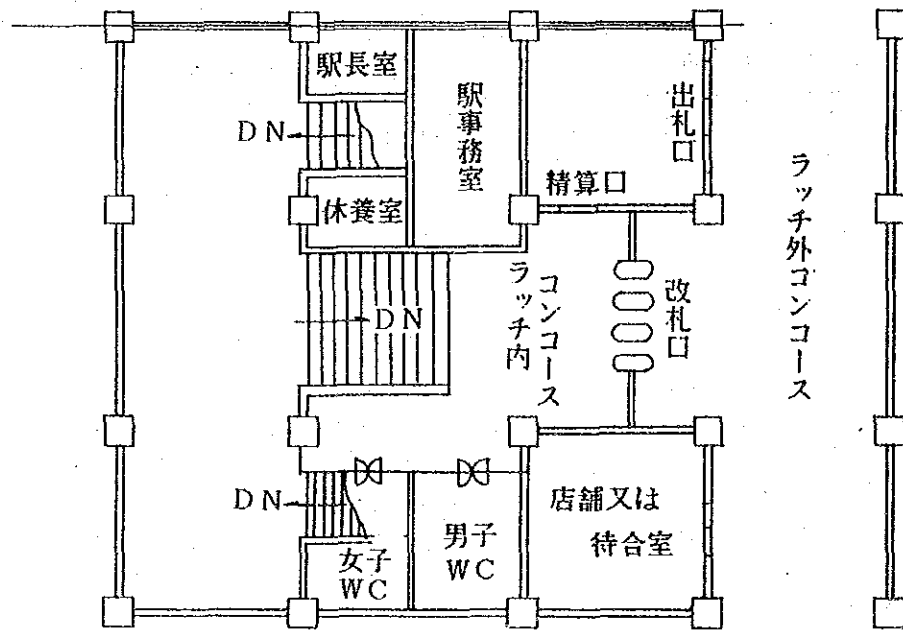 駅長室
DN
休養室
駅事務室
精算口
出札口
DN
コンコース
ラッチ内
改札口
ラッチ外ゴンコース
DN
女子
WC
男子
WC
店舗又は
待合室